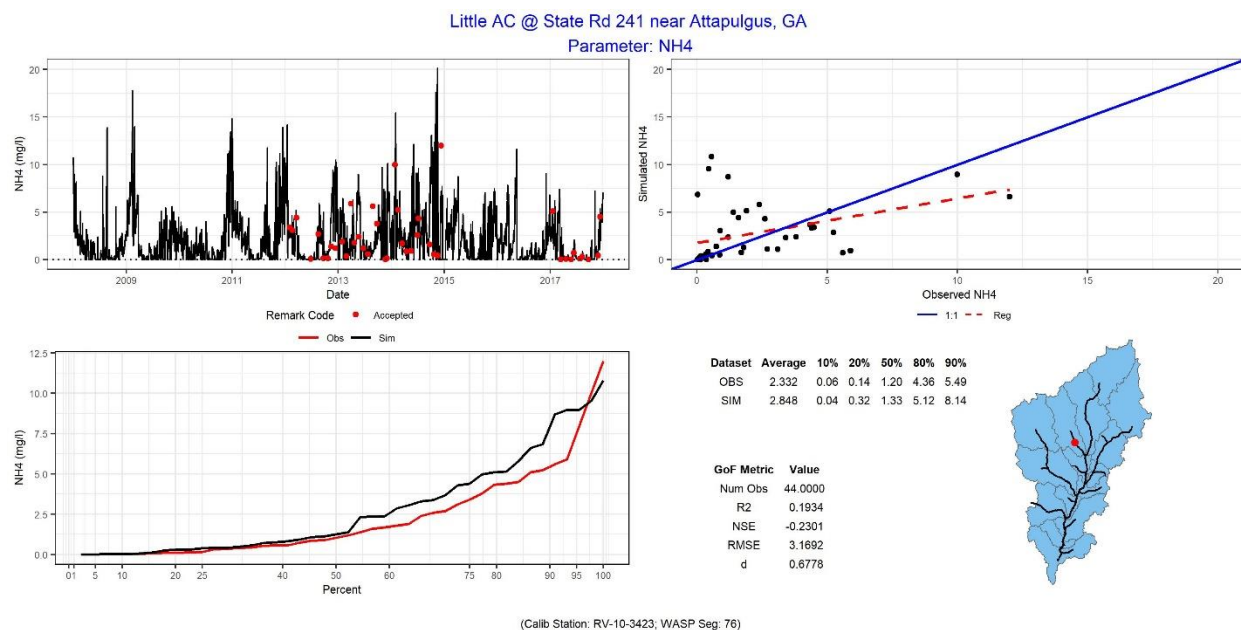 Little AC @ State Rd 241 near Attapulgus, GA
Parameter: NH4
NH4 (mg/l)
20
15
10
5
0
2009 2011 2013 2015 2017
Date
Remark Code Accepted
Simulated NH4
20
15
10
5
0
0 5 10 15 20
Observed NH4
1:1 Reg
Obs Sim
NH4 (mg/l)
12.5
10.0
7.5
5.0
2.5
0.0
0 1 5 10 20 25 40 60 75 80 90 95 100
Percent
Dataset Average 10% 20% 50% 80% 90%
OBS 2.332 0.06 0.14 1.20 4.36 5.49
SIM 2.848 0.04 0.32 1.33 5.12 8.14
GoF Metric Value
Num Obs 44.0000
R2 0.1934
NSE -0.2301
RMSE 3.1692
d 0.6778
(Calib Station: RV-10-3423; WASP Seg: 76)